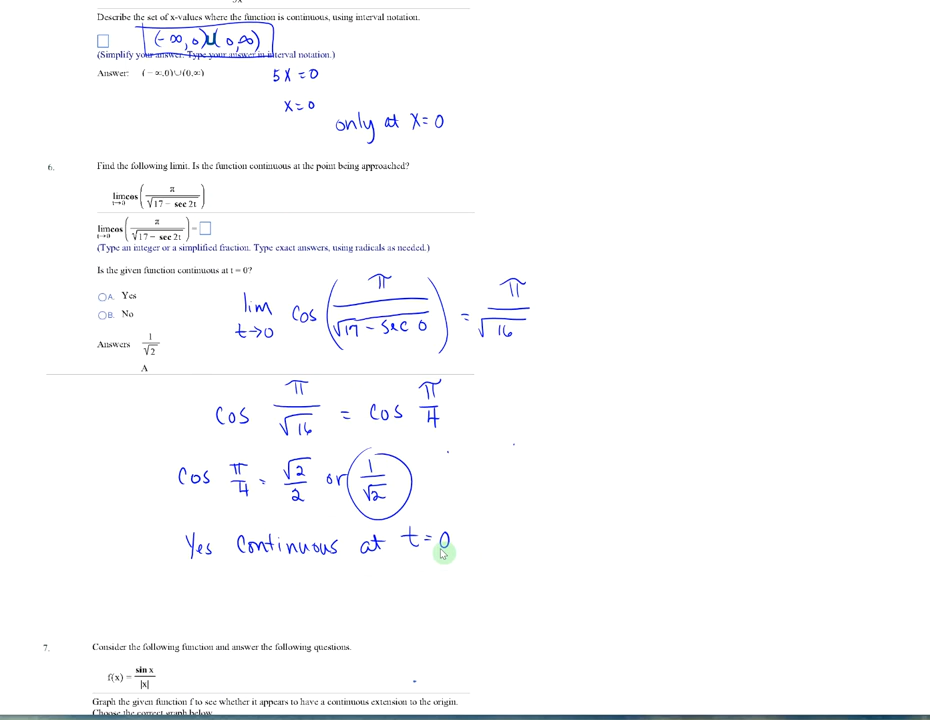 Describe the set of x-values where the function is continuous, using interval notation.
(-∞,0)∪(0,∞)
(Simplify your answer. Type your answer in interval notation.)
Answer: (-∞,0)∪(0,∞)
5x=0
x=0
only at x=0
6. Find the following limit. Is the function continuous at the point being approached?
lim t→0 cos(π/√17 - sec 2t)
lim t→0 cos(π/√17 - sec 2t) =
(Type an integer or a simplified fraction. Type exact answers, using radicals as needed.)
Is the given function continuous at t = 0?
A. Yes
B. No
Answers 1/√2
A
lim t→0 cos(π/√17 - sec 0) = π/√16
cos π/√16 = cos π/4
cos π/4 = √2/2 or 1/√2
Yes continuous at t=0
7. Consider the following function and answer the following questions.
f(x) = sin x/|x|
Graph the given function f to see whether it appears to have a continuous extension to the origin.
Choose the correct graph below.